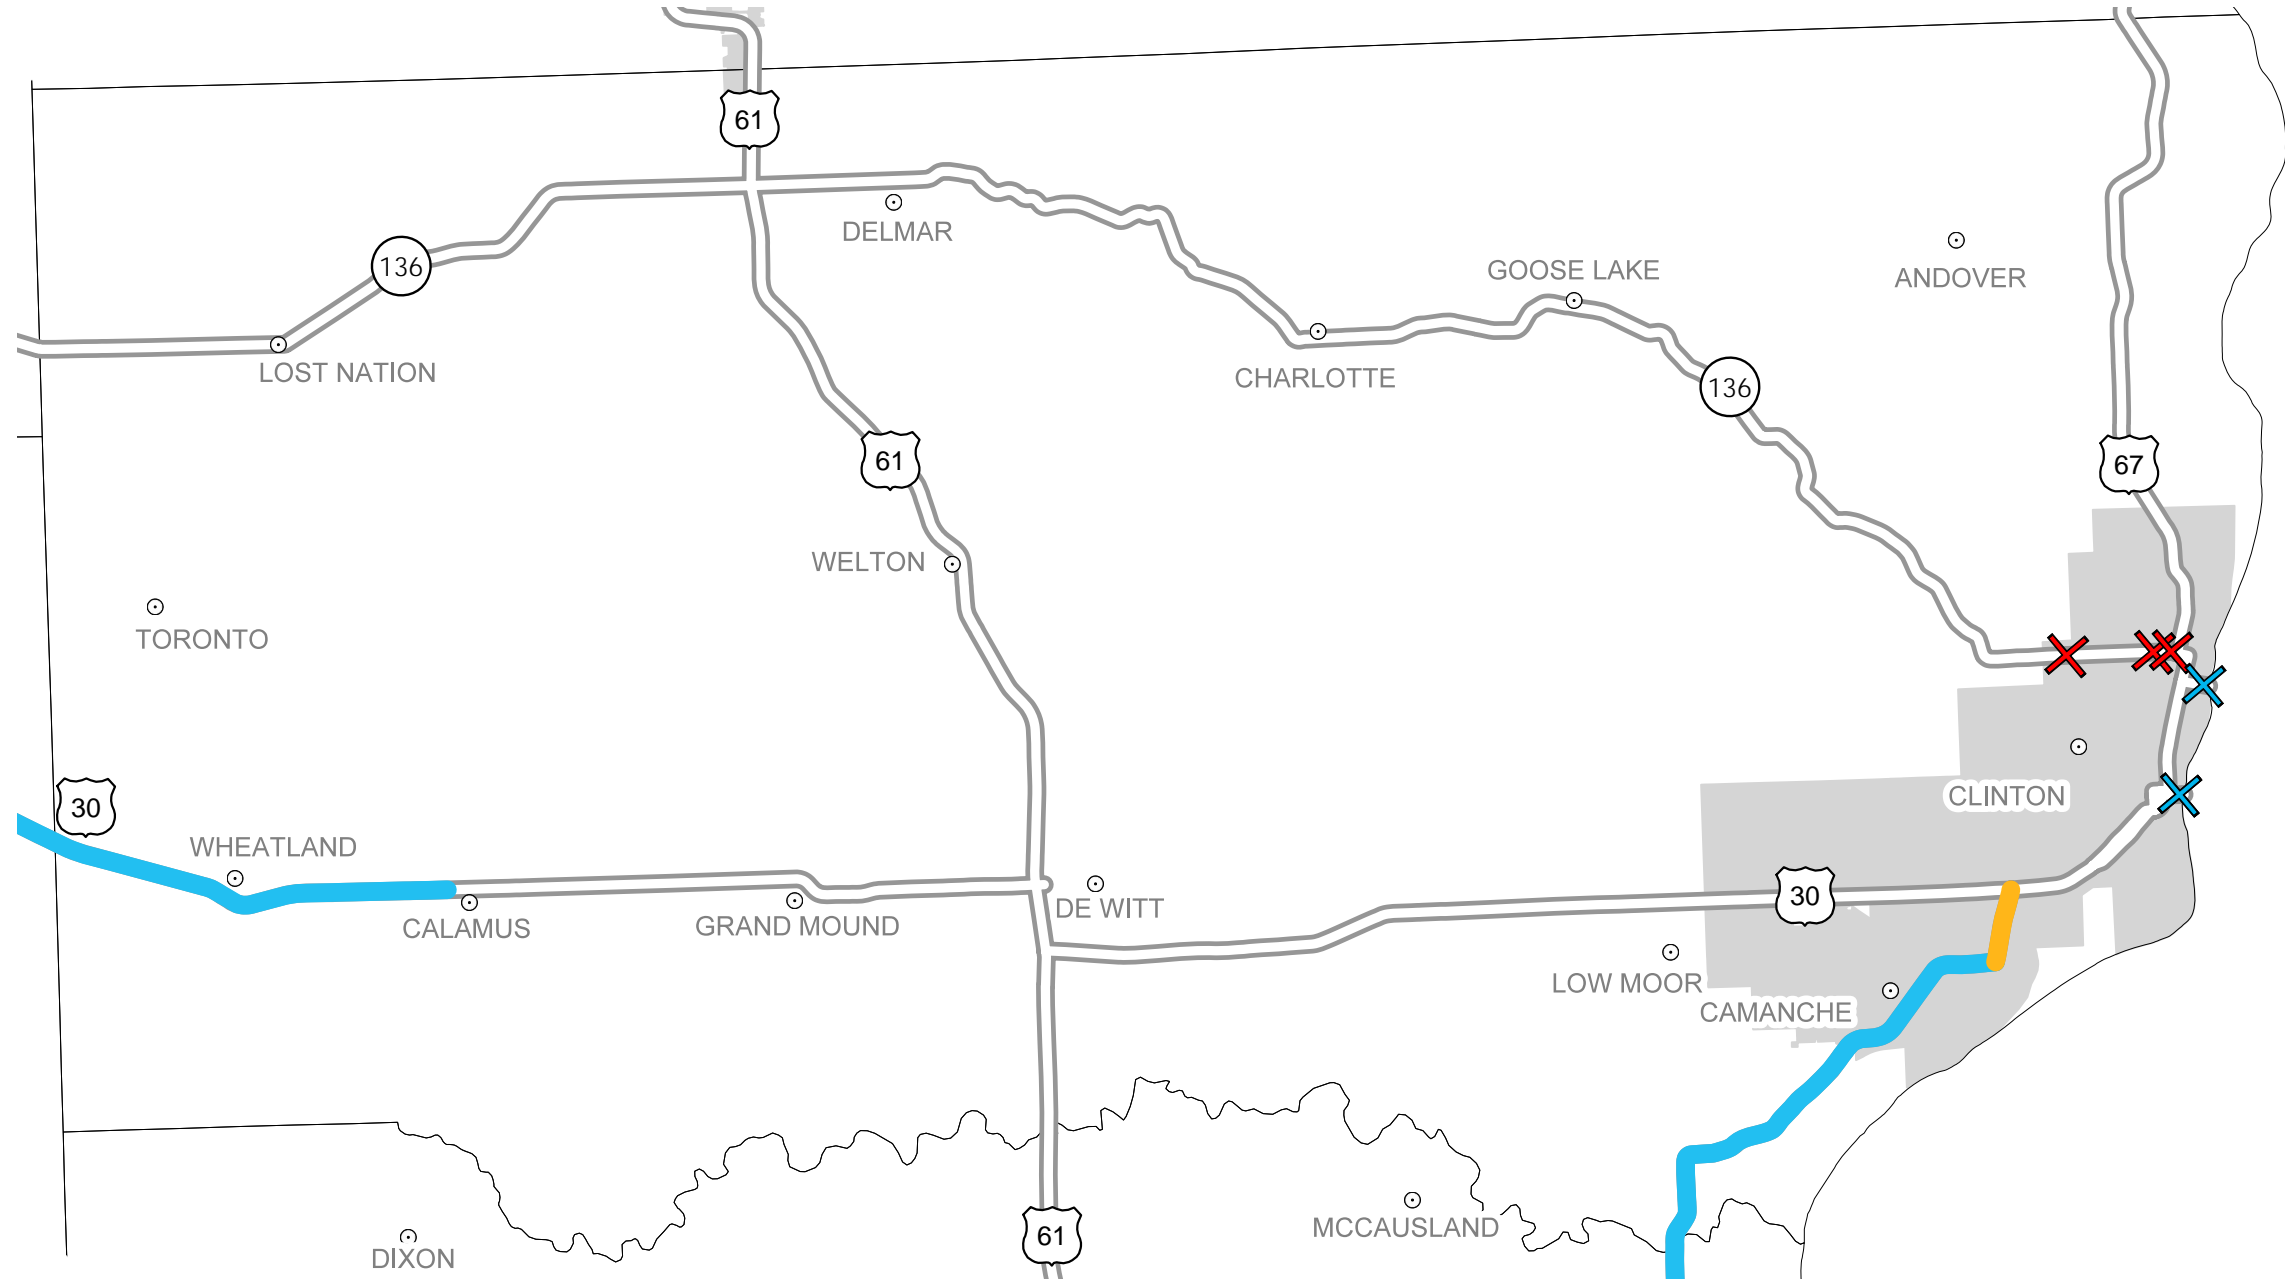 61
DELMAR
136
GOOSE LAKE
ANDOVER
LOST NATION
CHARLOTTE
136
61
67
WELTON
TORONTO
30
CLINTON
WHEATLAND
30
DE WITT
CALAMUS
GRAND MOUND
LOW MOOR
CAMANCHE
MCCAUSLAND
61
DIXON